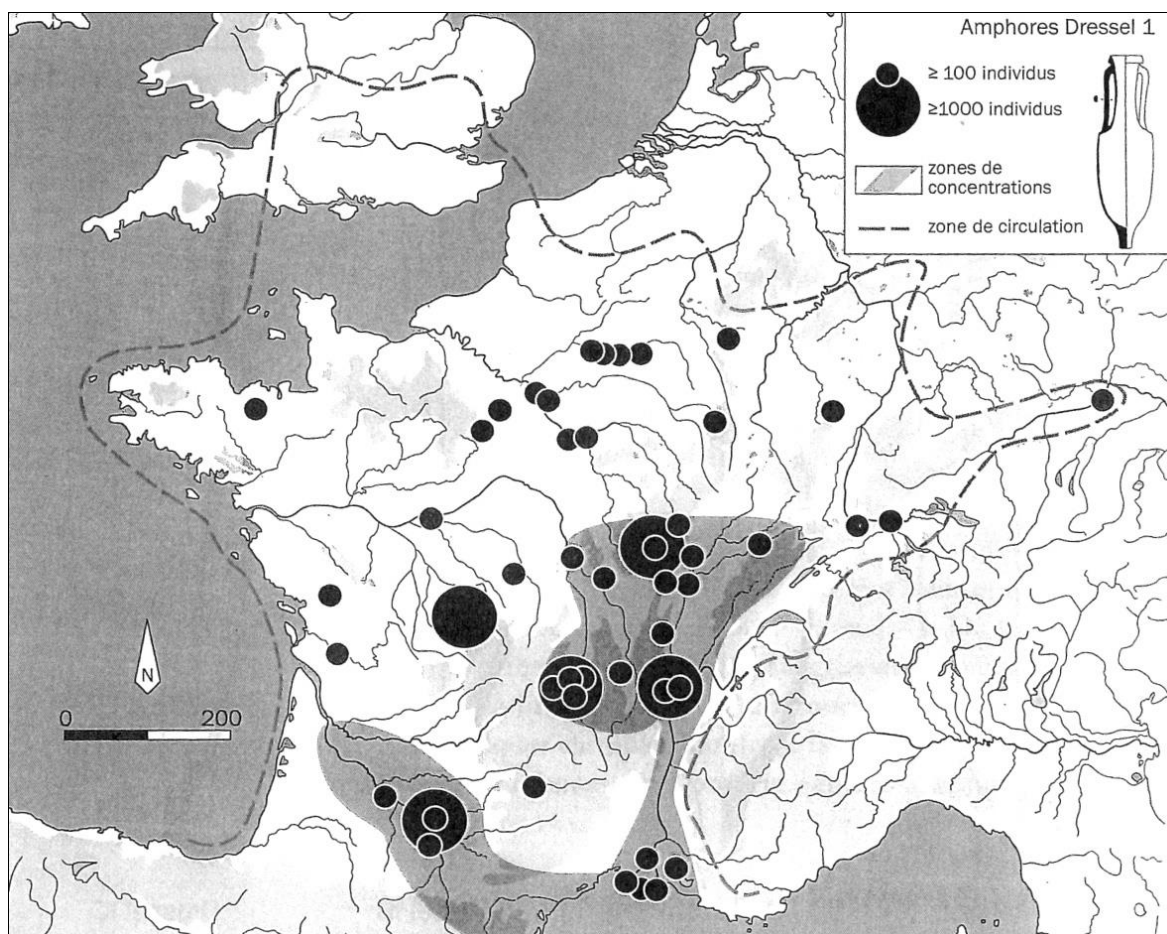 Amphores Dressel 1
≥ 100 individus
≥1000 individus
zones de
concentrations
zone de circulation
N
0 200